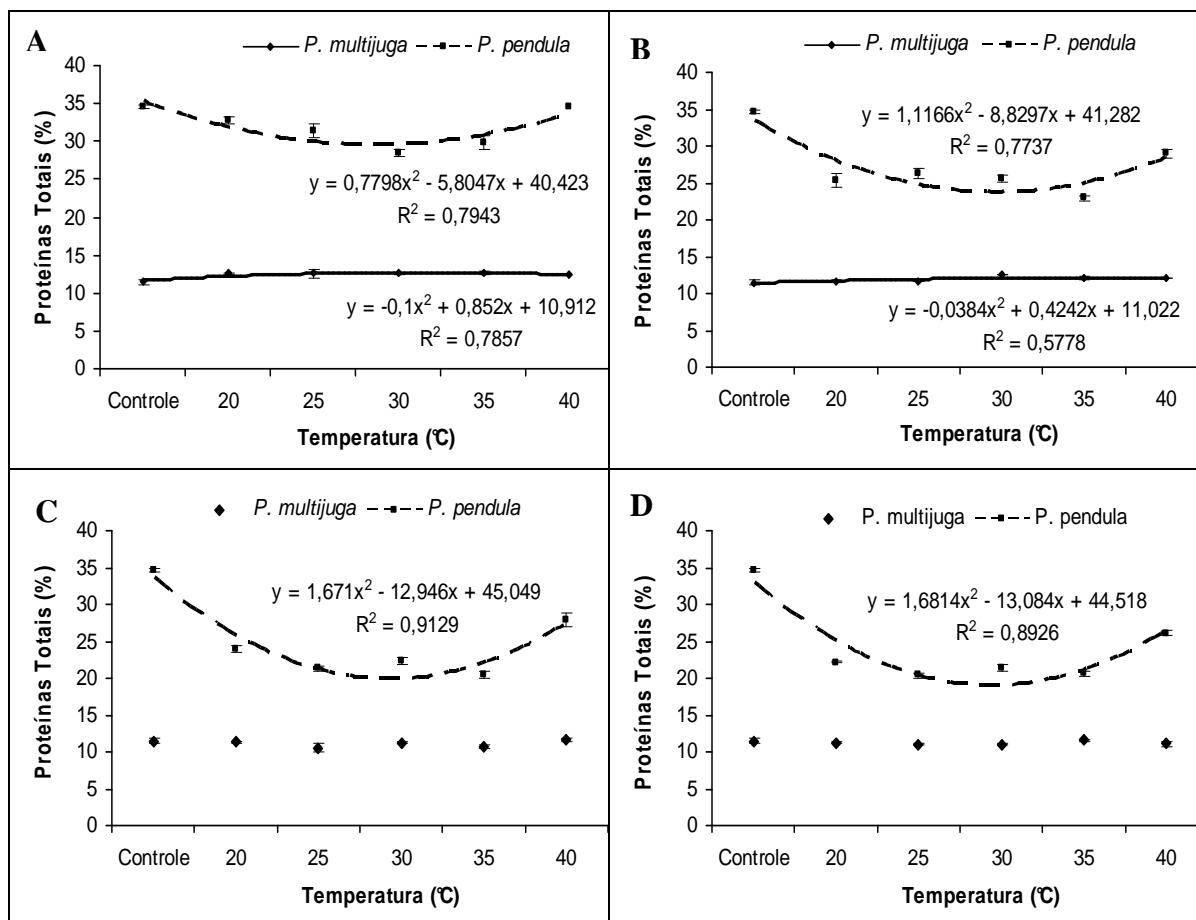 A
P. multijuga P. pendula
40
35
30
25
20
15
10
5
0
Proteínas Totais (%)
y = 0,7798x² - 5,8047x + 40,423
R² = 0,7943
y = -0,1x² + 0,852x + 10,912
R² = 0,7857
Controle 20 25 30 35 40
Temperatura (°C)
B
P. multijuga P. pendula
40
35
30
25
20
15
10
5
0
Proteínas Totais (%)
y = 1,1166x² - 8,8297x + 41,282
R² = 0,7737
y = -0,0384x² + 0,4242x + 11,022
R² = 0,5778
Controle 20 25 30 35 40
Temperatura (°C)
C
P. multijuga P. pendula
40
35
30
25
20
15
10
5
0
Proteínas Totais (%)
y = 1,671x² - 12,946x + 45,049
R² = 0,9129
Controle 20 25 30 35 40
Temperatura (°C)
D
P. multijuga P. pendula
40
35
30
25
20
15
10
5
0
Proteínas Totais (%)
y = 1,6814x² - 13,084x + 44,518
R² = 0,8926
Controle 20 25 30 35 40
Temperatura (°C)